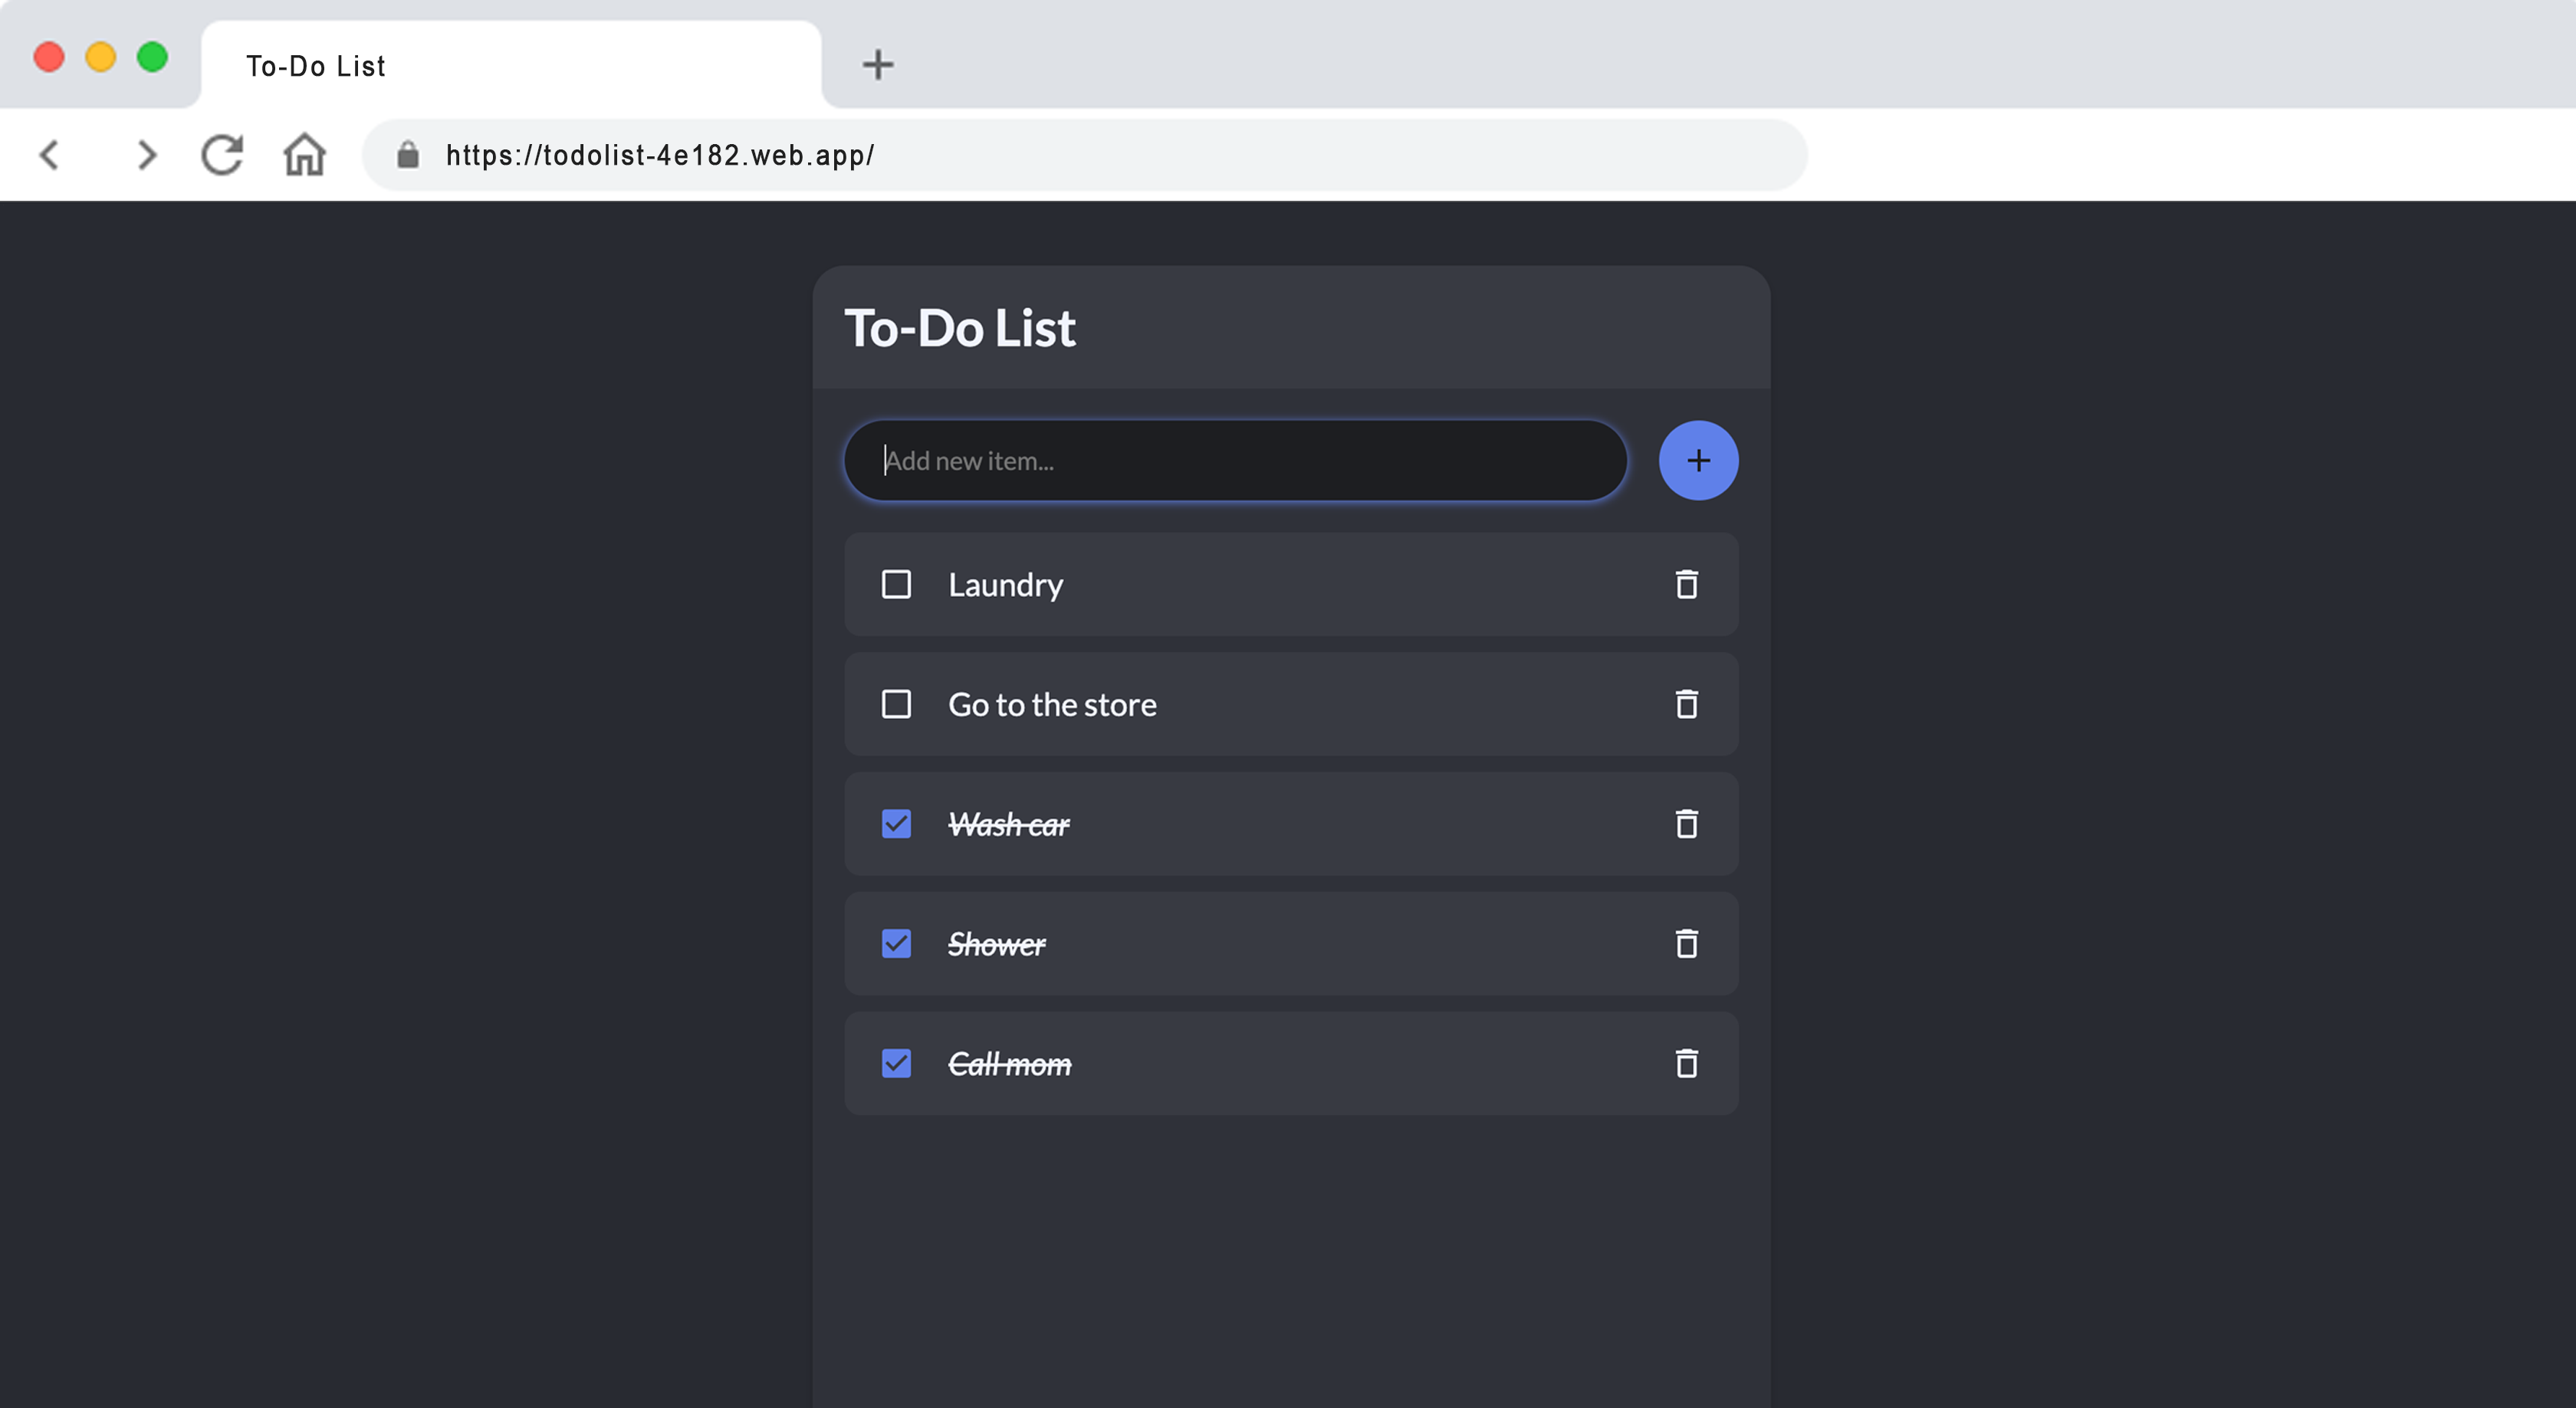 To-Do List
https://todolist-4e182.web.app/
To-Do List
Add new item...
Laundry
Go to the store
Wash car
Shower
Call mom